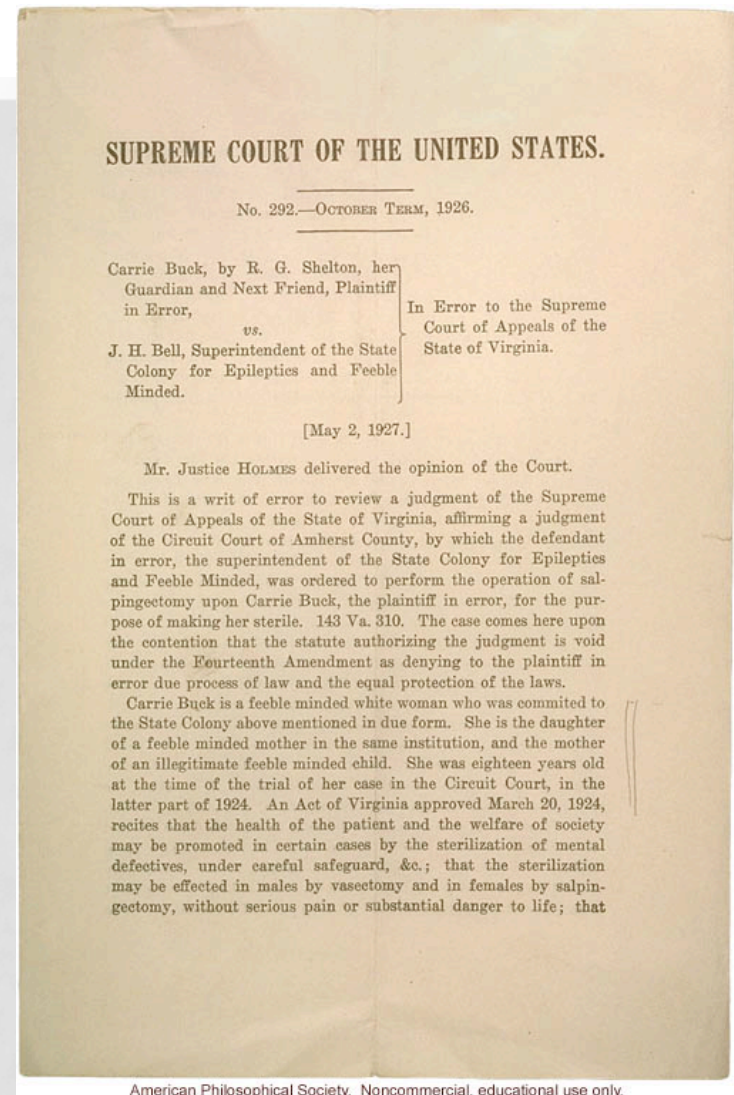 SUPREME COURT OF THE UNITED STATES.
No. 292.—OCTOBER TERM, 1926.
Carrie Buck, by R. G. Shelton, her
Guardian and Next Friend, Plaintiff
in Error,
vs.
J. H. Bell, Superintendent of the State
Colony for Epileptics and Feeble
Minded.
In Error to the Supreme
Court of Appeals of the
State of Virginia.
[May 2, 1927.]
Mr. Justice HOLMES delivered the opinion of the Court.
This is a writ of error to review a judgment of the Supreme
Court of Appeals of the State of Virginia, affirming a judgment
of the Circuit Court of Amherst County, by which the defendant
in error, the superintendent of the State Colony for Epileptics
and Feeble Minded, was ordered to perform the operation of sal-
pingectomy upon Carrie Buck, the plaintiff in error, for the pur-
pose of making her sterile. 143 Va. 310. The case comes here upon
the contention that the statute authorizing the judgment is void
under the Fourteenth Amendment as denying to the plaintiff in
error due process of law and the equal protection of the laws.
Carrie Buck is a feeble minded white woman who was commited to
the State Colony above mentioned in due form. She is the daughter
of a feeble minded mother in the same institution, and the mother
of an illegitimate feeble minded child. She was eighteen years old
at the time of the trial of her case in the Circuit Court, in the
latter part of 1924. An Act of Virginia approved March 20, 1924,
recites that the health of the patient and the welfare of society
may be promoted in certain cases by the sterilization of mental
defectives, under careful safeguard, &c.; that the sterilization
may be effected in males by vasectomy and in females by salpin-
gectomy, without serious pain or substantial danger to life; that
American Philosophical Society. Noncommercial, educational use only.